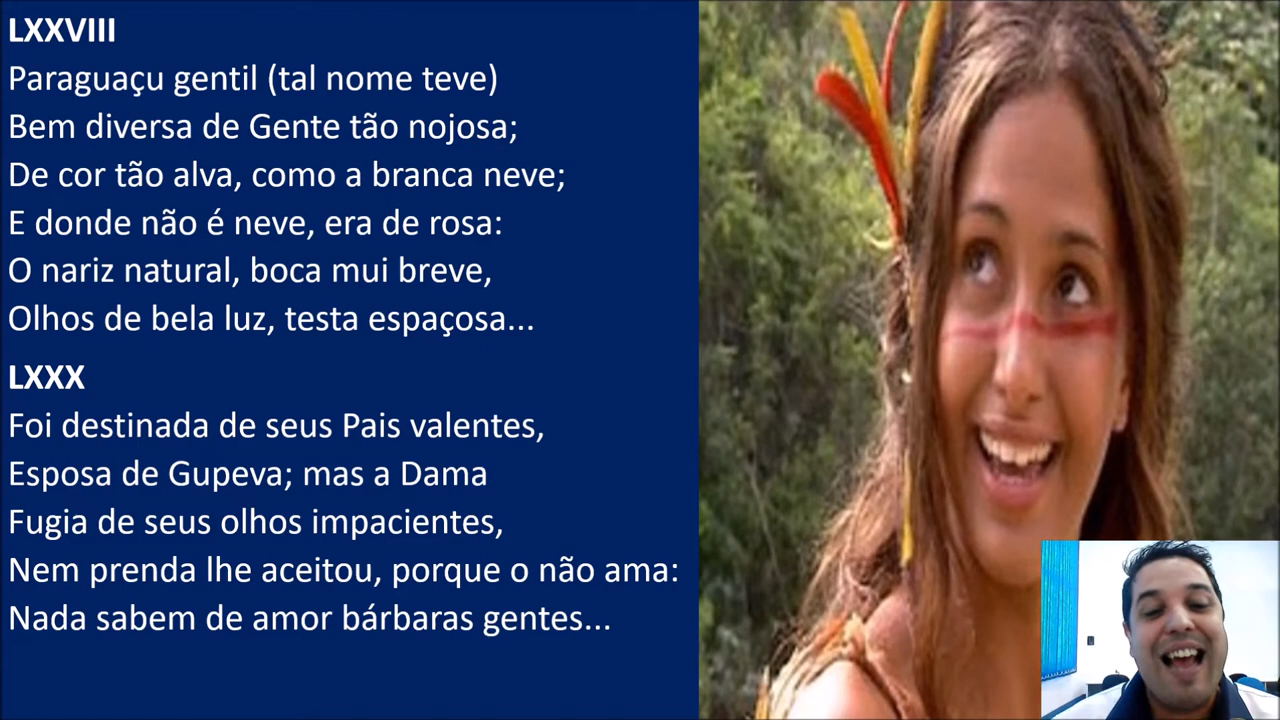 LXXVIII
Paraguaçu gentil (tal nome teve)
Bem diversa de Gente tão nojosa;
De cor tão alva, como a branca neve;
E donde não é neve, era de rosa:
O nariz natural, boca mui breve,
Olhos de bela luz, testa espaçosa...
LXXX
Foi destinada de seus Pais valentes,
Esposa de Gupeva; mas a Dama
Fugia de seus olhos impacientes,
Nem prenda lhe aceitou, porque o não ama:
Nada sabem de amor bárbaras gentes...